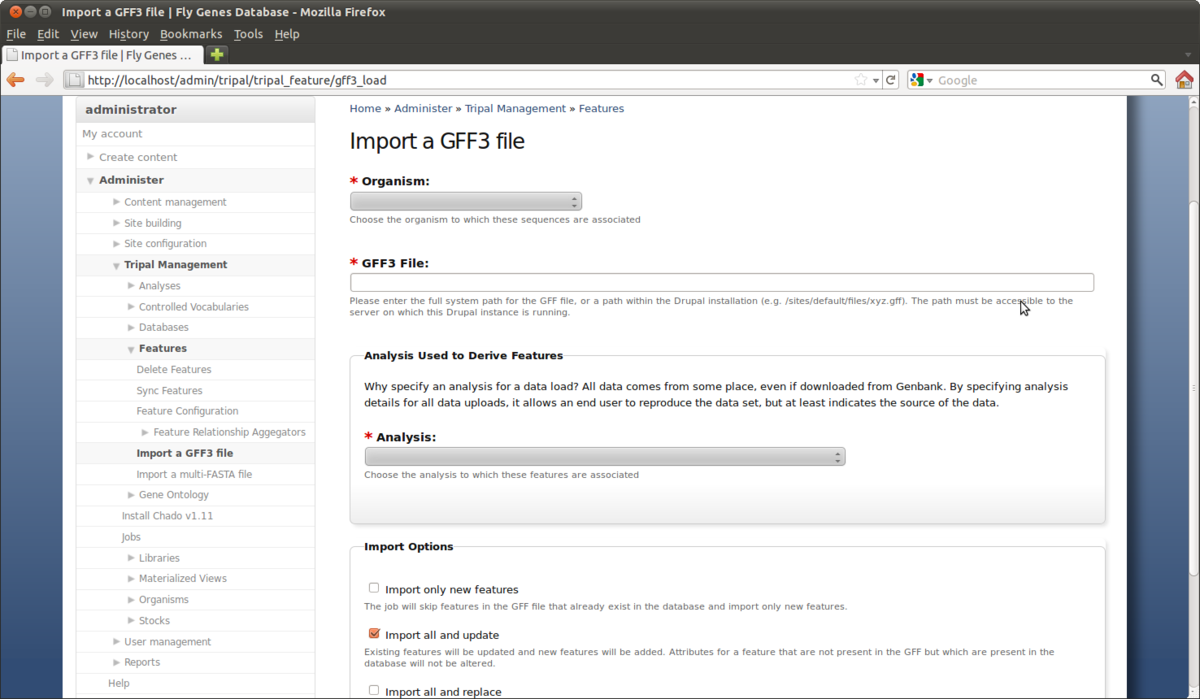 Import a GFF3 file | Fly Genes Database - Mozilla Firefox
File Edit View History Bookmarks Tools Help
Import a GFF3 file | Fly Genes ...
http://localhost/admin/tripal/tripal_feature/gff3_load
Google
administrator
My account
Create content
Administer
Content management
Site building
Site configuration
Tripal Management
Analyses
Controlled Vocabularies
Databases
Features
Delete Features
Sync Features
Feature Configuration
Feature Relationship Aggegators
Import a GFF3 file
Import a multi-FASTA file
Gene Ontology
Install Chado v1.11
Jobs
Libraries
Materialized Views
Organisms
Stocks
User management
Reports
Help
Home » Administer » Tripal Management » Features
Import a GFF3 file
* Organism:
Choose the organism to which these sequences are associated
* GFF3 File:
Please enter the full system path for the GFF file, or a path within the Drupal installation (e.g. /sites/default/files/xyz.gff). The path must be accessible to the
server on which this Drupal instance is running.
Analysis Used to Derive Features
Why specify an analysis for a data load? All data comes from some place, even if downloaded from Genbank. By specifying analysis
details for all data uploads, it allows an end user to reproduce the data set, but at least indicates the source of the data.
* Analysis:
Choose the analysis to which these features are associated
Import Options
Import only new features
The job will skip features in the GFF file that already exist in the database and import only new features.
Import all and update
Existing features will be updated and new features will be added. Attributes for a feature that are not present in the GFF but which are present in the
database will not be altered.
Import all and replace